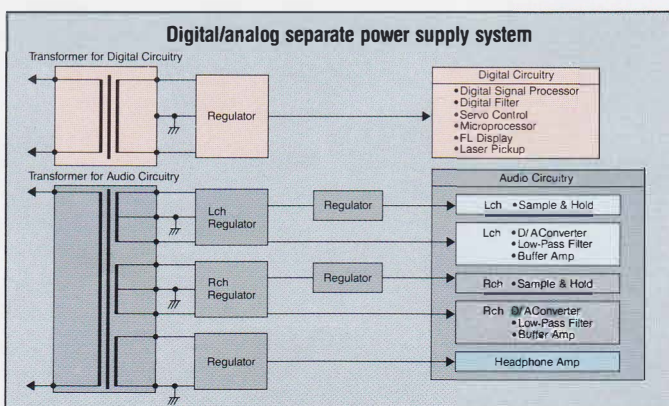 Digital/analog separate power supply system
Transformer for Digital Circuitry
Regulator
Digital Circuitry
•Digital Signal Processor
•Digital Filter
•Servo Control
•Microprocessor
•FL Display
•Laser Pickup
Transformer for Audio Circuitry
Lch
Regulator
Regulator
Rch
Regulator
Regulator
Regulator
Audio Circuitry
Lch •Sample & Hold
Lch •D/AConverter
•Low-Pass Filter
•Buffer Amp
Rch •Sample & Hold
Rch •D/AConverter
•Low-Pass Filter
•Buffer Amp
Headphone Amp